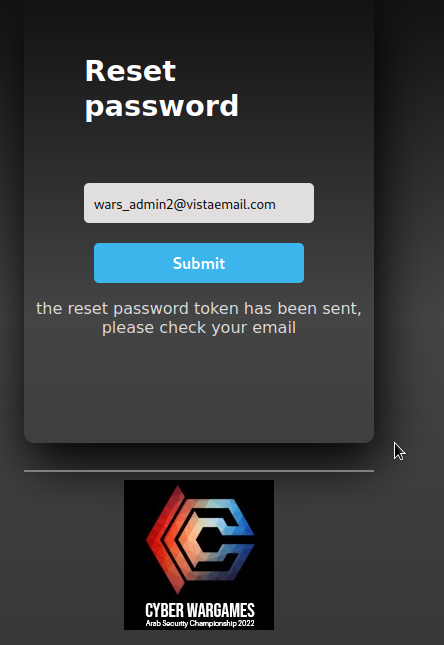 Reset
password
wars_admin2@vistaemail.com
Submit
the reset password token has been sent,
please check your email
CYBER WARGAMES
Arab Security Championship 2022